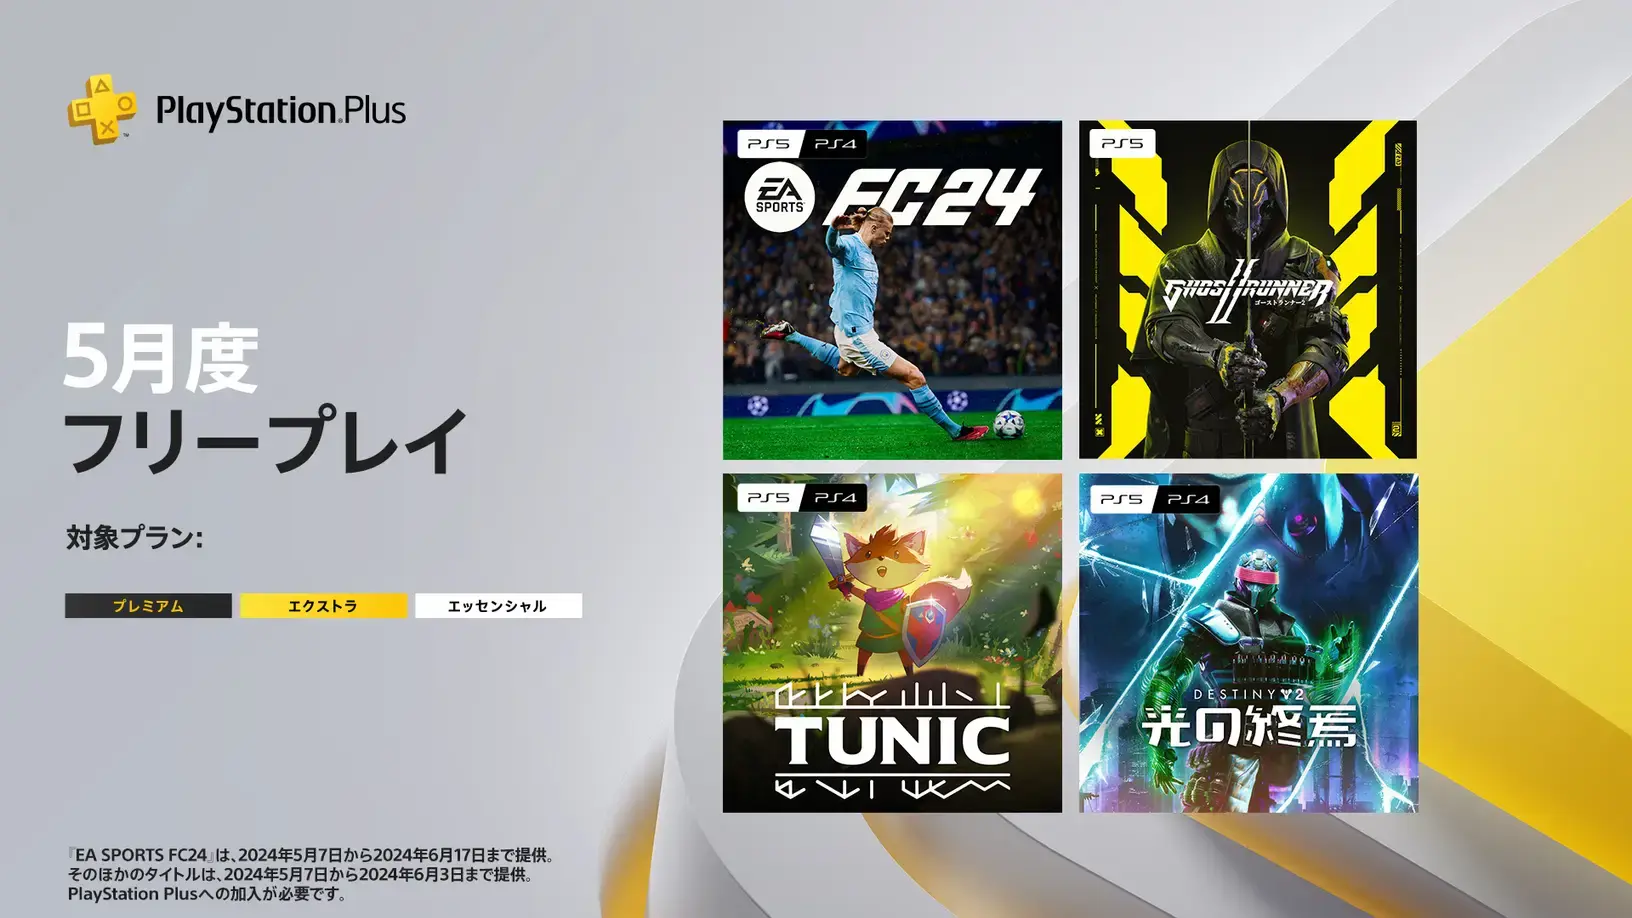 PlayStation.Plus
5月度
フリープレイ
対象プラン:
プレミアム
エクストラ
エッセンシャル
『EA SPORTS FC24』は、2024年5月7日から2024年6月17日まで提供。
そのほかのタイトルは、2024年5月7日から2024年6月3日まで提供。
PlayStation Plusへの加入が必要です。
PS5 PS4
EA SPORTS
FC24
PS5
GHOSTRUNNER II
ゴーストランナー2
PS5 PS4
TUNIC
PS5 PS4
DESTINY 2
光の終焉